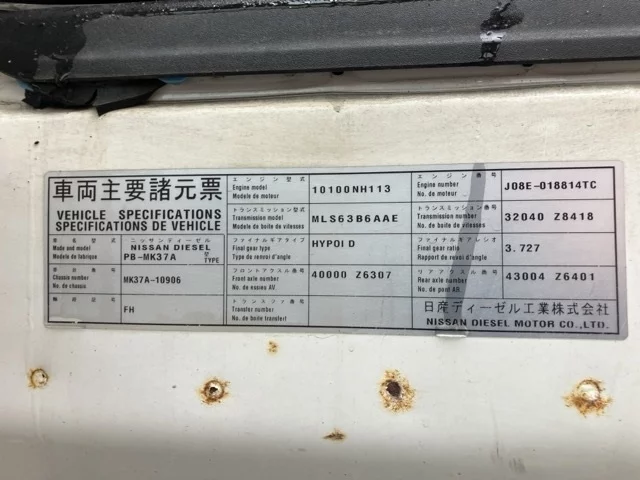 車両主要諸元票
VEHICLE SPECIFICATIONS
SPECIFICATIONS DE VEHICLE
ニッサンディーゼル
Make and model NISSAN DIESEL 型
Modele de fabrique PB-MK37A TYPE
車台番号
Chassis number
No. de chassis MK37A-10906
FH
エンジン型式
Engine model
Modele de moteur 10100NH113
トランスミッション型式
Transmission model
Modele de boite de vitesses MLS63B6AAE
ファイナルギアタイプ
Final gear type
Type de renvoi d'angle HYPOID
フロントアクスル番号
Front axle number
No. de essieu AV. 40000 Z6307
トランスファ番号
Transfer number
No. de boite transfert
エンジン番号
Engine number
No. de moteur J08E-018814TC
トランスミッション番号
Transmission number
No. de boite de vitesses 32040 Z8418
ファイナルギアレシオ
Final gear ratio
Rapport de renvoi d'angle 3.727
リアアクスル番号
Rear axle number
No. de pont AR. 43004 Z6401
日産ディーゼル工業株式会社
NISSAN DIESEL MOTOR CO.,LTD.